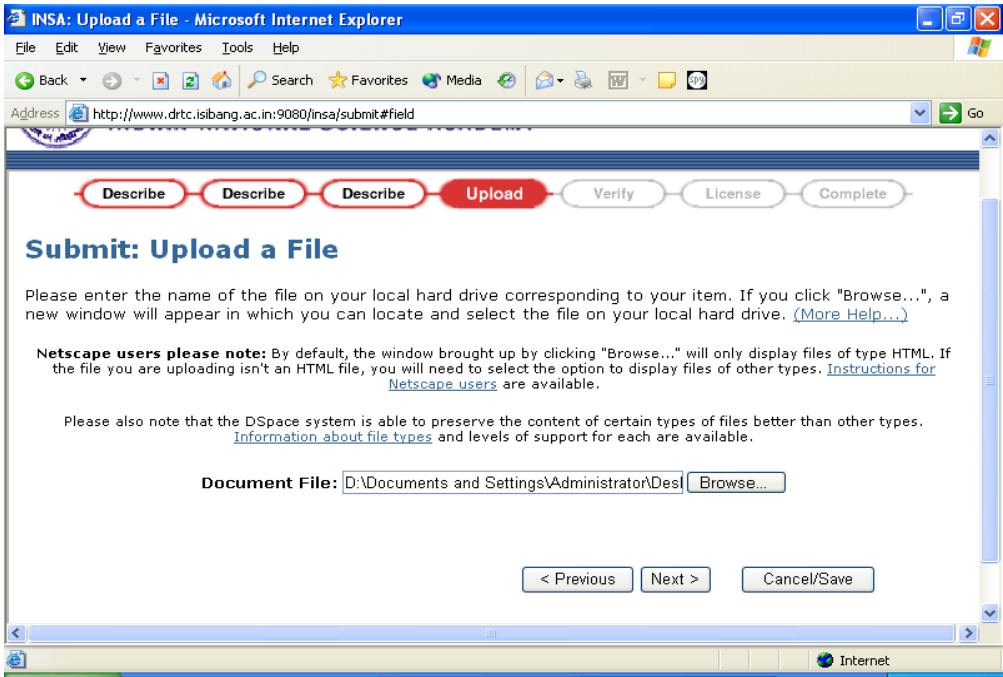 INSA: Upload a File - Microsoft Internet Explorer
File Edit View Favorites Tools Help
Back Search Favorites Media W SPY
Address http://www.drtc.isibang.ac.in:9080/insa/submit#field Go
INDIAN NATIONAL SCIENCE ACADEMY
Describe Describe Describe Upload Verify License Complete
Submit: Upload a File
Please enter the name of the file on your local hard drive corresponding to your item. If you click "Browse...", a
new window will appear in which you can locate and select the file on your local hard drive. (More Help...)
Netscape users please note: By default, the window brought up by clicking "Browse..." will only display files of type HTML. If
the file you are uploading isn't an HTML file, you will need to select the option to display files of other types. Instructions for
Netscape users are available.
Please also note that the DSpace system is able to preserve the content of certain types of files better than other types.
Information about file types and levels of support for each are available.
Document File: D:\Documents and Settings\Administrator\Desl Browse...
< Previous Next > Cancel/Save
Internet